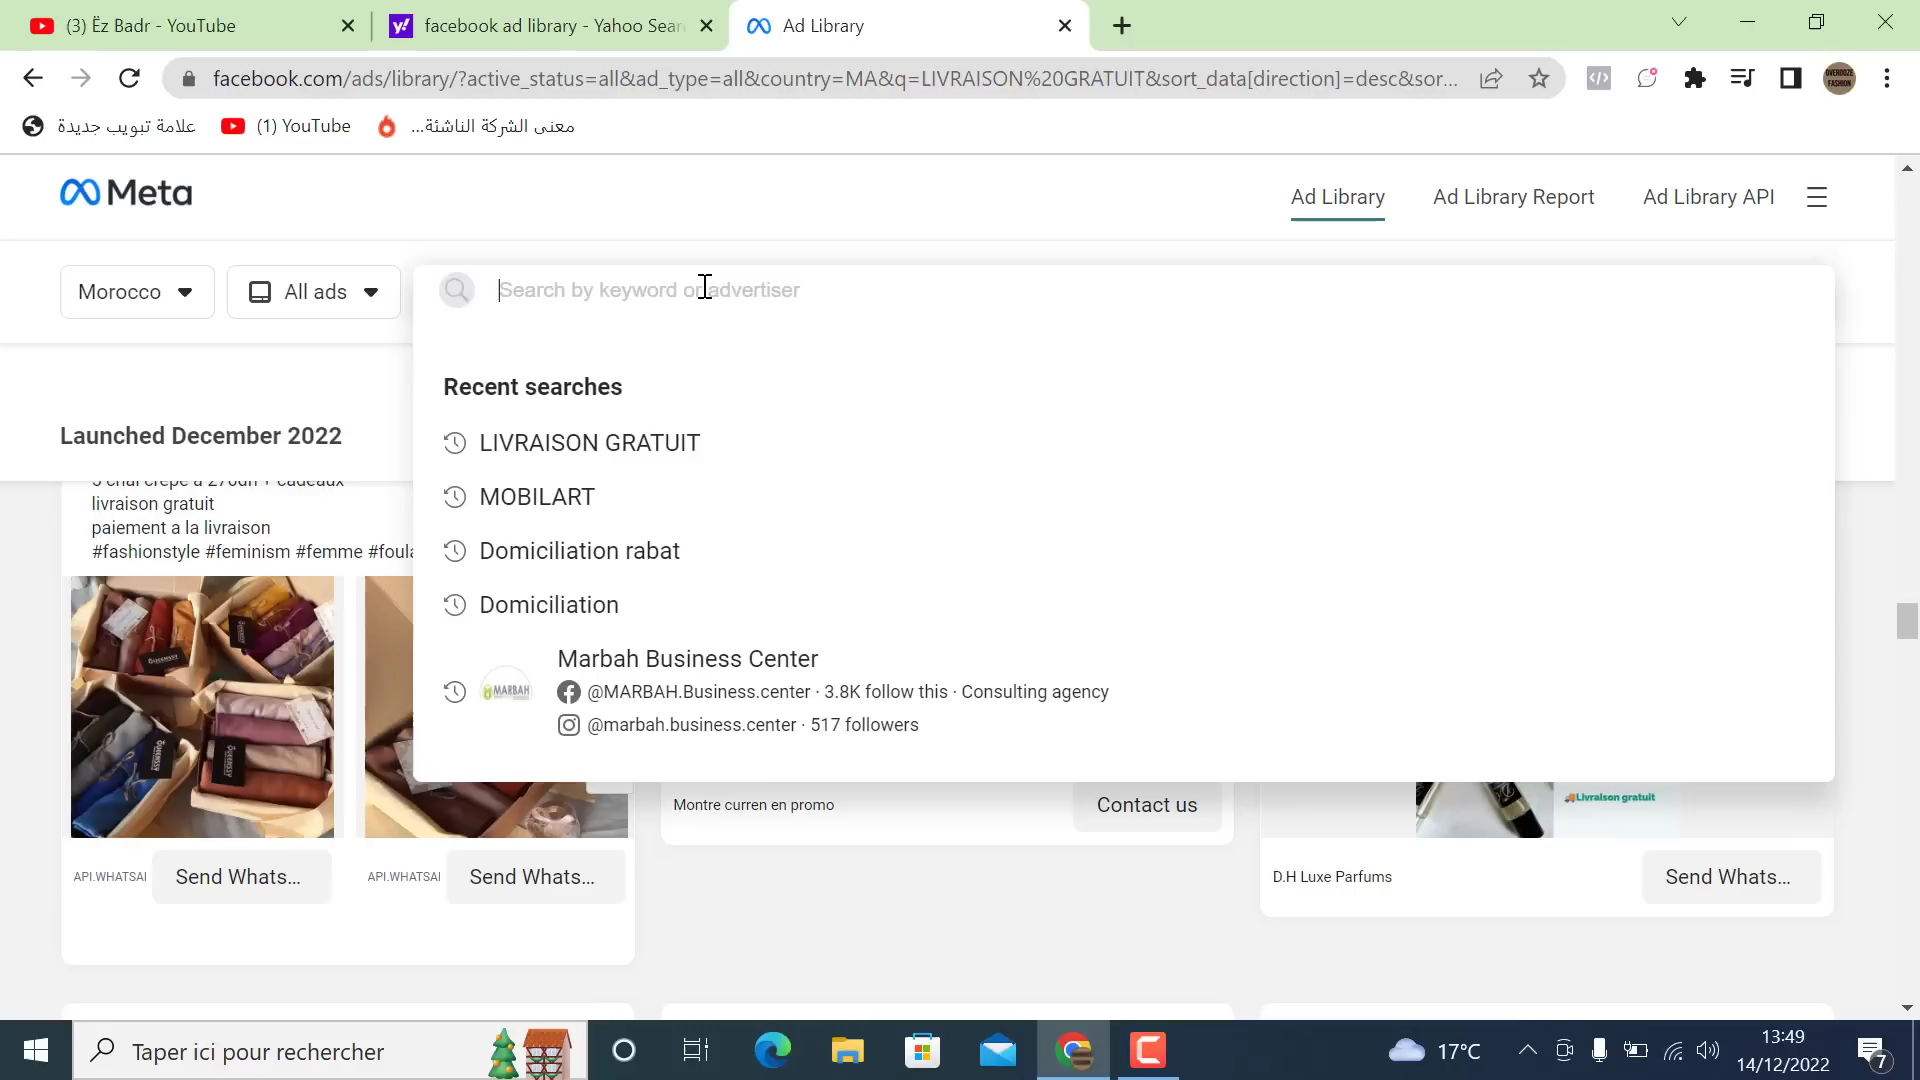 (3) Ëz Badr - YouTube
facebook ad library - Yahoo Sear
Ad Library
facebook.com/ads/library/?active_status=all&ad_type=all&country=MA&q=LIVRAISON%20GRATUIT&sort_data[direction]=desc&sor...
OVERDOZE FASHION
علامة تبويب جديدة
(1) YouTube
معنى الشركة الناشئة...
Meta
Ad Library
Ad Library Report
Ad Library API
Morocco
All ads
Search by keyword or advertiser
Recent searches
LIVRAISON GRATUIT
MOBILART
Domiciliation rabat
Domiciliation
Marbah Business Center
MARBAH
@MARBAH.Business.center · 3.8K follow this · Consulting agency
@marbah.business.center · 517 followers
Launched December 2022
livraison gratuit
paiement a la livraison
#fashionstyle #feminism #femme #foula
Montre curren en promo
Contact us
Livraison gratuit
API.WHATSAI
Send Whats...
API.WHATSAI
Send Whats...
D.H Luxe Parfums
Send Whats...
Taper ici pour rechercher
17°C
13:49
14/12/2022
7